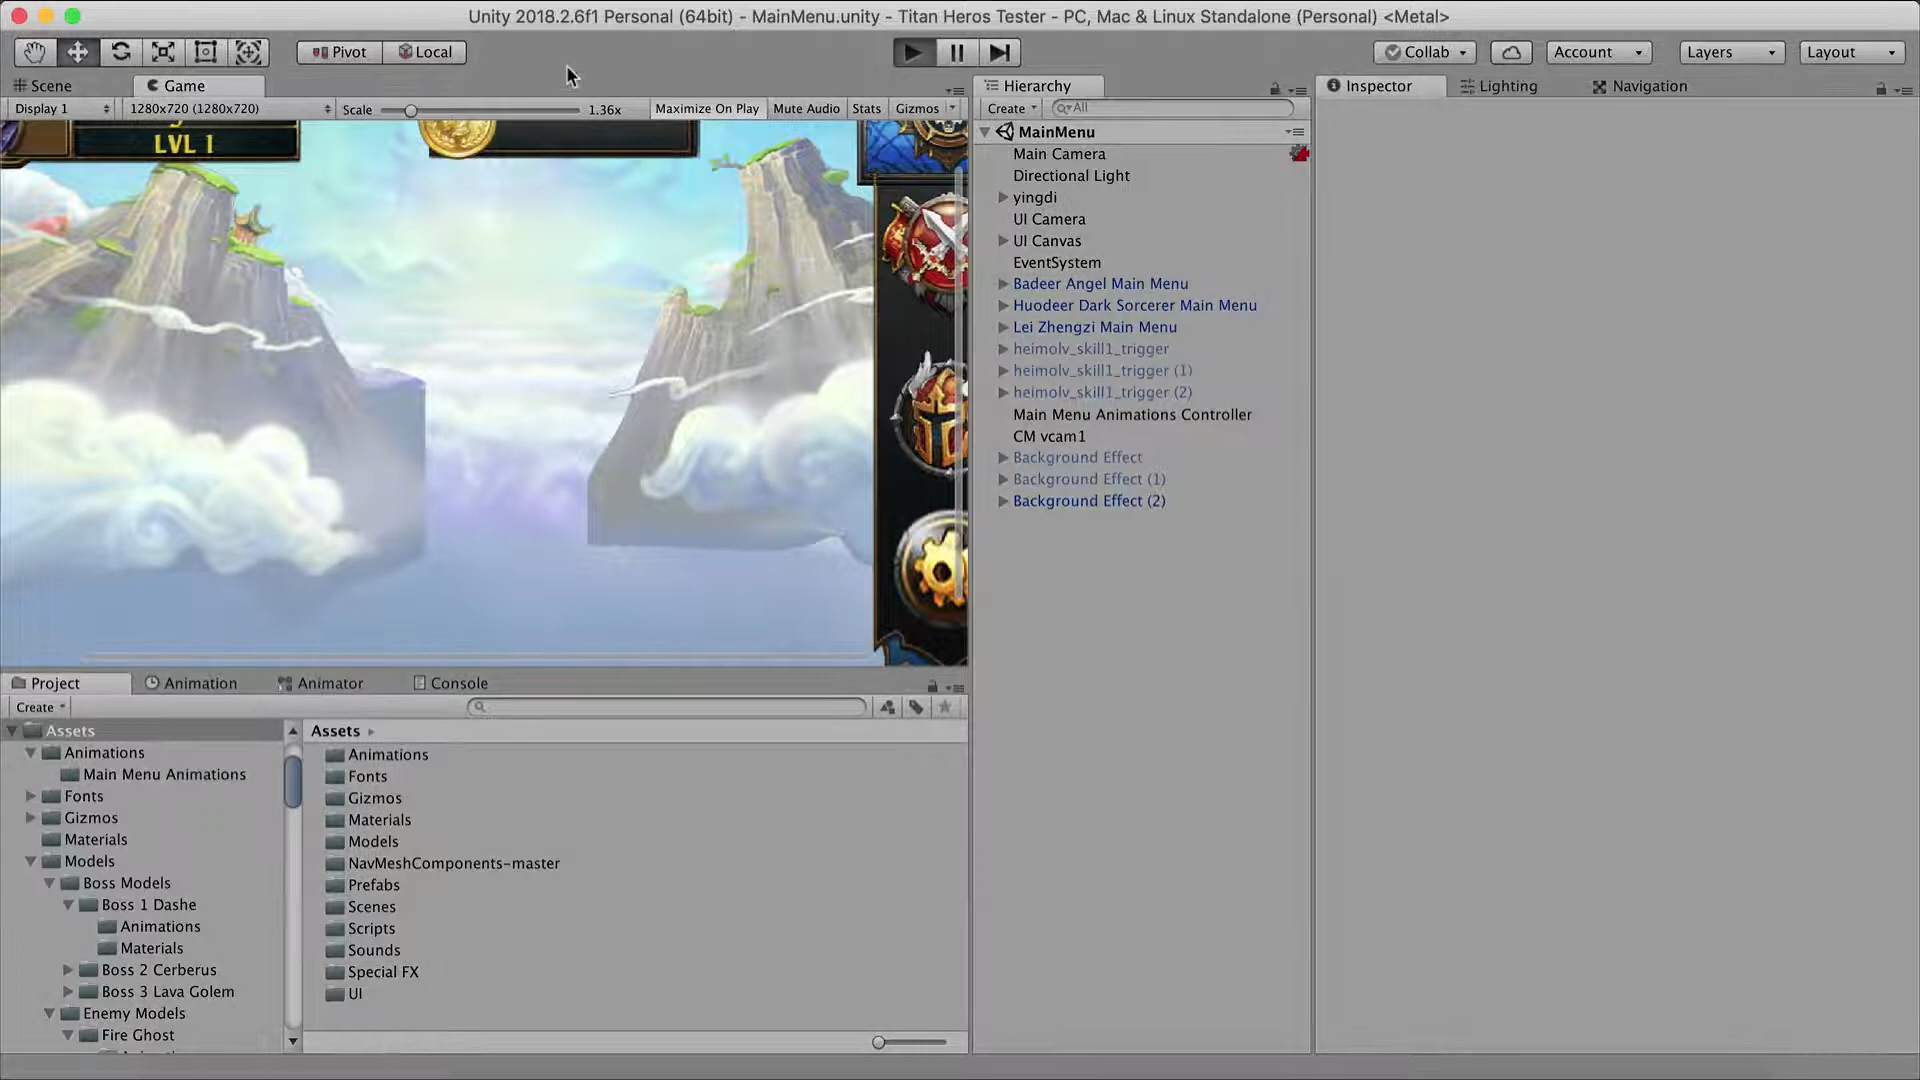 Unity 2018.2.6f1 Personal (64bit) - MainMenu.unity - Titan Heros Tester - PC, Mac & Linux Standalone (Personal) <Metal>
Pivot
Local
Collab
Account
Layers
Layout
Scene
Game
Hierarchy
Inspector
Lighting
Navigation
Display 1
1280x720 (1280x720)
Scale
1.36x
Maximize On Play
Mute Audio
Stats
Gizmos
Create
All
LVL 1
MainMenu
Main Camera
Directional Light
yingdi
UI Camera
UI Canvas
EventSystem
Badeer Angel Main Menu
Huodeer Dark Sorcerer Main Menu
Lei Zhengzi Main Menu
heimolv_skill1_trigger
heimolv_skill1_trigger (1)
heimolv_skill1_trigger (2)
Main Menu Animations Controller
CM vcam1
Background Effect
Background Effect (1)
Background Effect (2)
Project
Animation
Animator
Console
Create
Assets
Animations
Main Menu Animations
Fonts
Gizmos
Materials
Models
Boss Models
Boss 1 Dashe
Animations
Materials
Boss 2 Cerberus
Boss 3 Lava Golem
Enemy Models
Fire Ghost
Assets
Animations
Fonts
Gizmos
Materials
Models
NavMeshComponents-master
Prefabs
Scenes
Scripts
Sounds
Special FX
UI